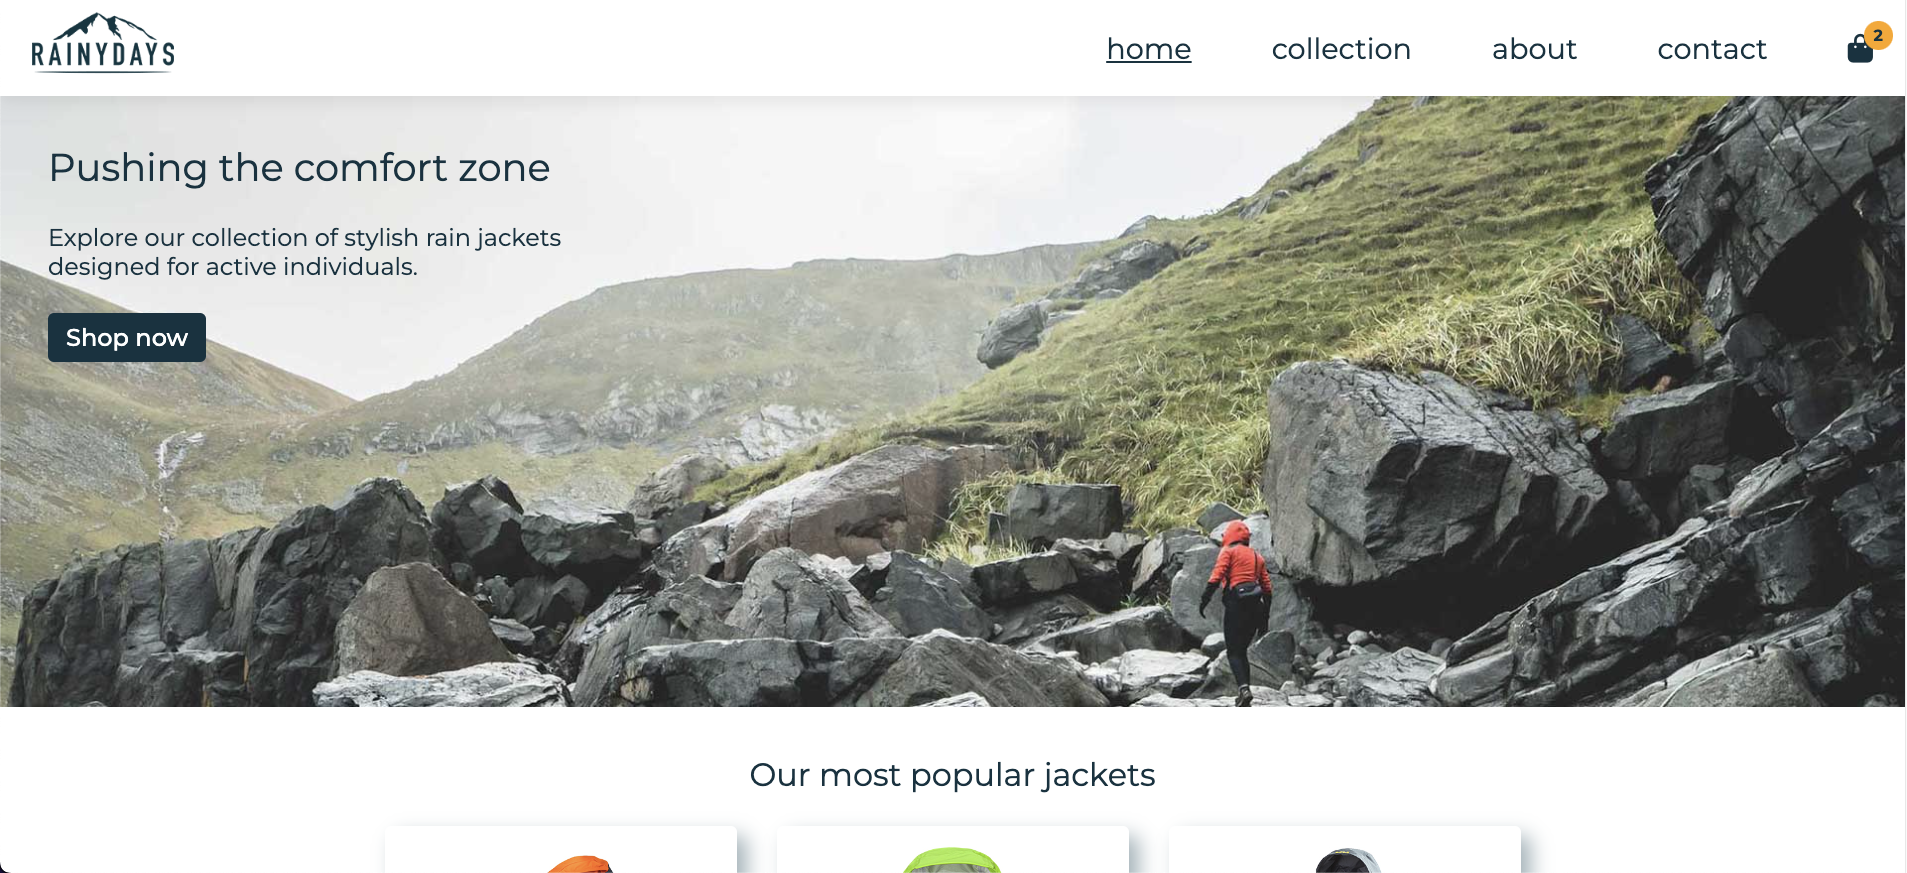 RAINYDAYS
home
collection
about
contact
2
Pushing the comfort zone
Explore our collection of stylish rain jackets
designed for active individuals.
Shop now
Our most popular jackets